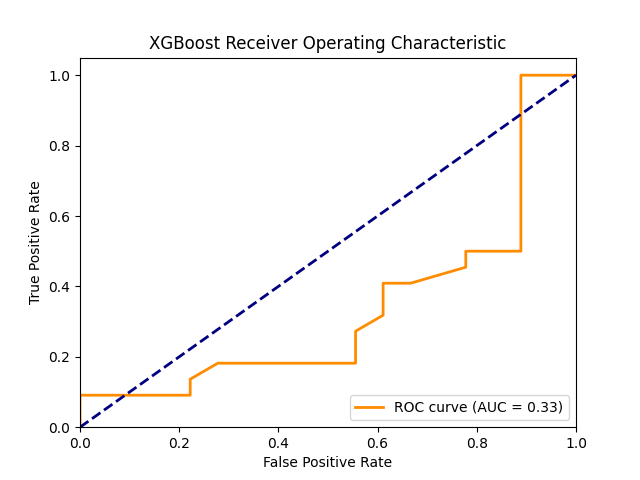 XGBoost Receiver Operating Characteristic
True Positive Rate
1.0
0.8
0.6
0.4
0.2
0.0
ROC curve (AUC = 0.33)
0.0 0.2 0.4 0.6 0.8 1.0
False Positive Rate